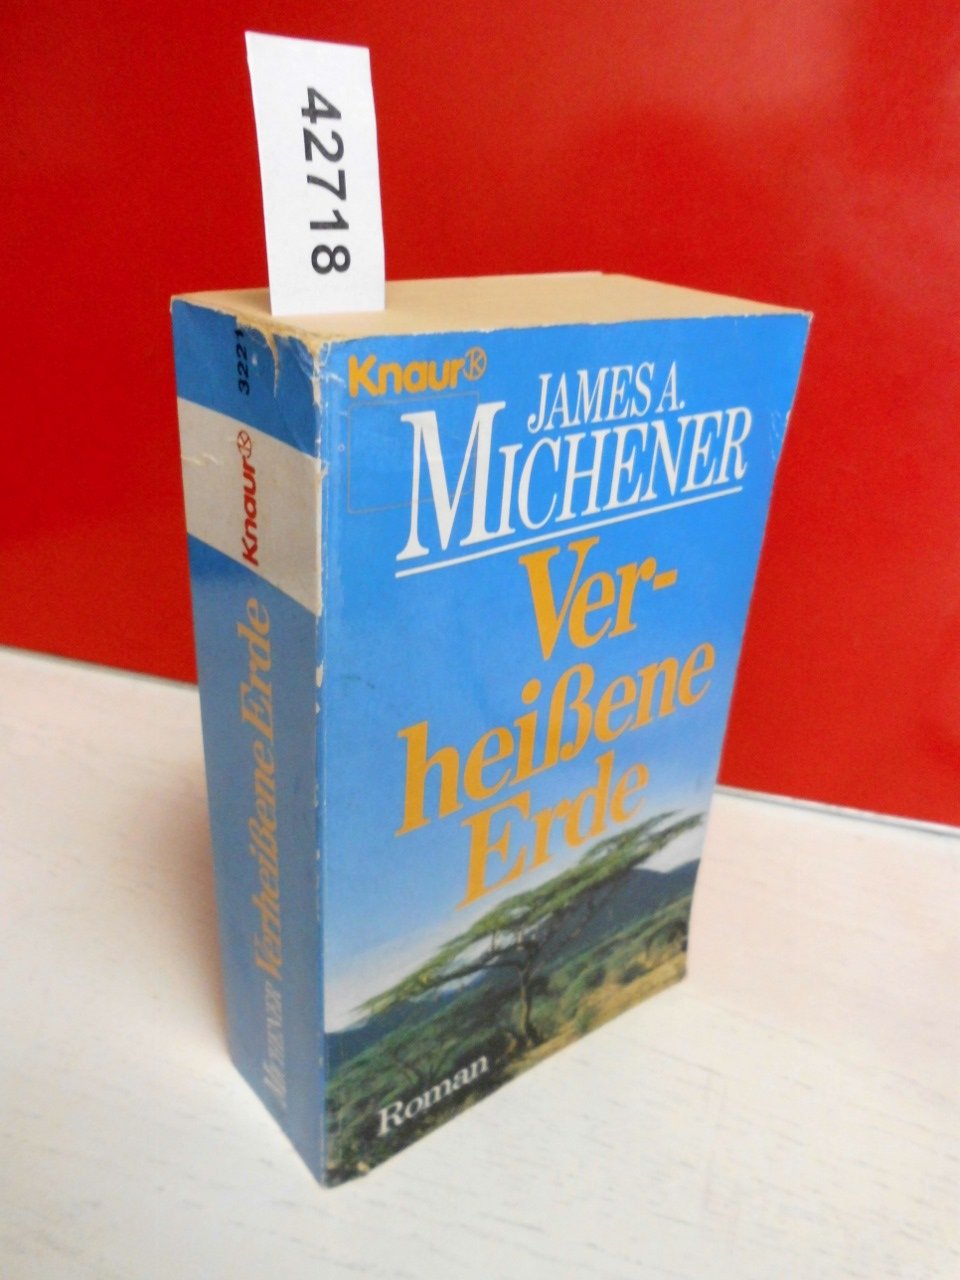 42718
Knaur
JAMES A.
MICHENER
Ver-
heißene
Erde
Roman
3221
Knaur
MICHENER Verheißene Erde